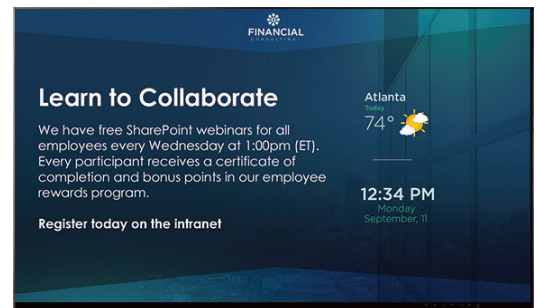 FINANCIAL
CONSULTING
Learn to Collaborate
We have free SharePoint webinars for all
employees every Wednesday at 1:00pm (ET).
Every participant receives a certificate of
completion and bonus points in our employee
rewards program.
Register today on the intranet
Atlanta
Today
74°
12:34 PM
Monday
September, 11